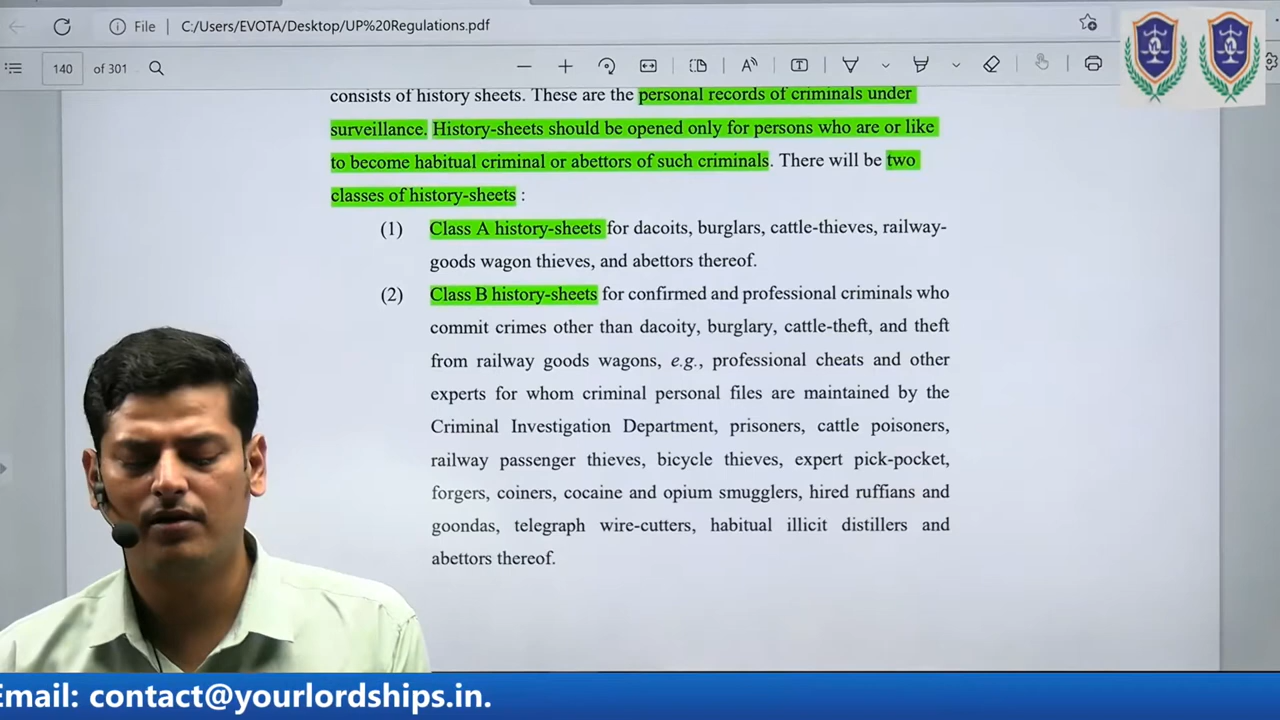 File | C:/Users/EVOTA/Desktop/UP%20Regulations.pdf
140 of 301
consists of history sheets. These are the personal records of criminals under
surveillance. History-sheets should be opened only for persons who are or like
to become habitual criminal or abettors of such criminals. There will be two
classes of history-sheets :
(1) Class A history-sheets for dacoits, burglars, cattle-thieves, railway-
goods wagon thieves, and abettors thereof.
(2) Class B history-sheets for confirmed and professional criminals who
commit crimes other than dacoity, burglary, cattle-theft, and theft
from railway goods wagons, e.g., professional cheats and other
experts for whom criminal personal files are maintained by the
Criminal Investigation Department, prisoners, cattle poisoners,
railway passenger thieves, bicycle thieves, expert pick-pocket,
forgers, coiners, cocaine and opium smugglers, hired ruffians and
goondas, telegraph wire-cutters, habitual illicit distillers and
abettors thereof.
Email: contact@yourlordships.in.